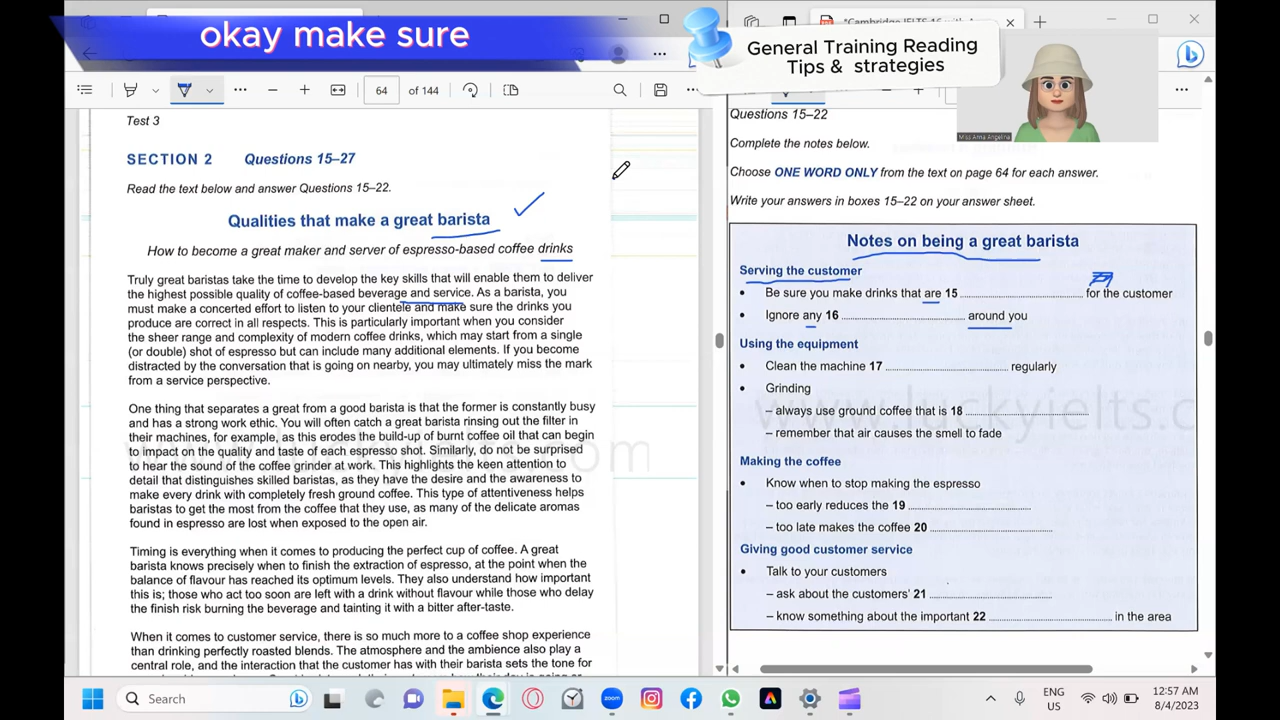 okay make sure
General Training Reading
Tips & strategies
64
of 144
Miss Anna Angelina
Test 3
SECTION 2 Questions 15–27
Read the text below and answer Questions 15–22.
Qualities that make a great barista
How to become a great maker and server of espresso-based coffee drinks
Truly great baristas take the time to develop the key skills that will enable them to deliver
the highest possible quality of coffee-based beverage and service. As a barista, you
must make a concerted effort to listen to your clientele and make sure the drinks you
produce are correct in all respects. This is particularly important when you consider
the sheer range and complexity of modern coffee drinks, which may start from a single
(or double) shot of espresso but can include many additional elements. If you become
distracted by the conversation that is going on nearby, you may ultimately miss the mark
from a service perspective.
One thing that separates a great from a good barista is that the former is constantly busy
and has a strong work ethic. You will often catch a great barista rinsing out the filter in
their machines, for example, as this erodes the build-up of burnt coffee oil that can begin
to impact on the quality and taste of each espresso shot. Similarly, do not be surprised
to hear the sound of the coffee grinder at work. This highlights the keen attention to
detail that distinguishes skilled baristas, as they have the desire and the awareness to
make every drink with completely fresh ground coffee. This type of attentiveness helps
baristas to get the most from the coffee that they use, as many of the delicate aromas
found in espresso are lost when exposed to the open air.
Timing is everything when it comes to producing the perfect cup of coffee. A great
barista knows precisely when to finish the extraction of espresso, at the point when the
balance of flavour has reached its optimum levels. They also understand how important
this is; those who act too soon are left with a drink without flavour while those who delay
the finish risk burning the beverage and tainting it with a bitter after-taste.
When it comes to customer service, there is so much more to a coffee shop experience
than drinking perfectly roasted blends. The atmosphere and the ambience also play a
central role, and the interaction that the customer has with their barista sets the tone for
Questions 15–22
Complete the notes below.
Choose ONE WORD ONLY from the text on page 64 for each answer.
Write your answers in boxes 15–22 on your answer sheet.
Notes on being a great barista
Serving the customer
• Be sure you make drinks that are 15 .................... for the customer
• Ignore any 16 .................... around you
Using the equipment
• Clean the machine 17 .................... regularly
• Grinding
– always use ground coffee that is 18 ....................
– remember that air causes the smell to fade
Making the coffee
• Know when to stop making the espresso
– too early reduces the 19 ....................
– too late makes the coffee 20 ....................
Giving good customer service
• Talk to your customers
– ask about the customers' 21 ....................
– know something about the important 22 .................... in the area
www.luckyielts.com
Search
zoom
ENG
US
12:57 AM
8/4/2023